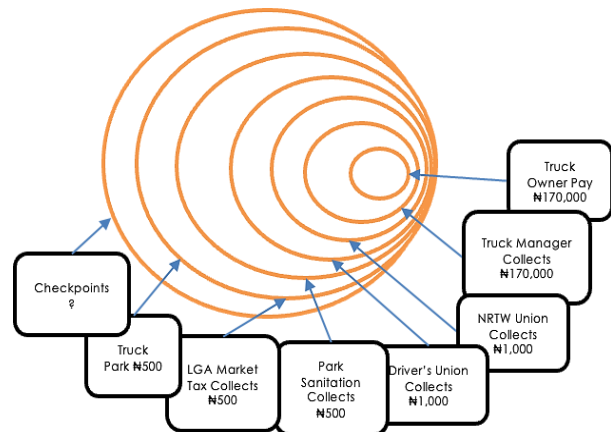 Truck
Owner Pay
₦170,000
Truck Manager
Collects
₦170,000
NRTW Union
Collects
₦1,000
Driver's Union
Collects
₦1,000
Park
Sanitation
Collects
₦500
LGA Market
Tax Collects
₦500
Truck
Park ₦500
Checkpoints
?